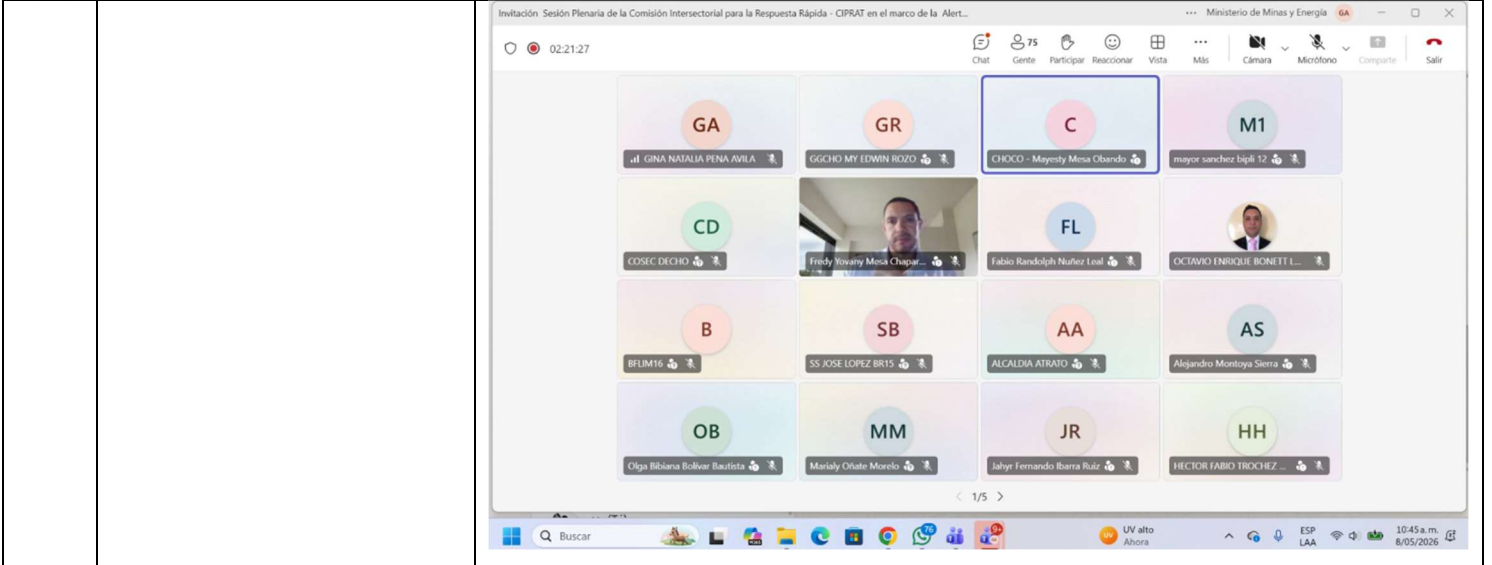 Invitación Sesión Plenaria de la Comisión Intersectorial para la Respuesta Rápida - CIPRAT en el marco de la Alert...
Ministerio de Minas y Energía GA
02:21:27
75
Chat Gente Participar Reaccionar Vista Más Cámara Micrófono Comparte Salir
GA GR C M1
GINA NATALIA PENA AVILA GGCHO MY EDWIN ROZO CHOCO - Mayesty Mesa Obando mayor sanchez bipli 12
CD FL
COSEC DECHO Fredy Yovany Mesa Chapar... Fabio Randolph Nuñez Leal OCTAVIO ENRIQUE BONETT L...
B SB AA AS
BFLIM16 SS JOSE LOPEZ BR15 ALCALDIA ATRATO Alejandro Montoya Sierra
OB MM JR HH
Olga Bibiana Bolívar Bautista Marialy Oñate Morelo Jahyr Fernando Ibarra Ruiz HECTOR FABIO TROCHEZ ...
1/5
Buscar
76
9+
UV alto
Ahora
ESP
LAA
10:45 a. m.
8/05/2026